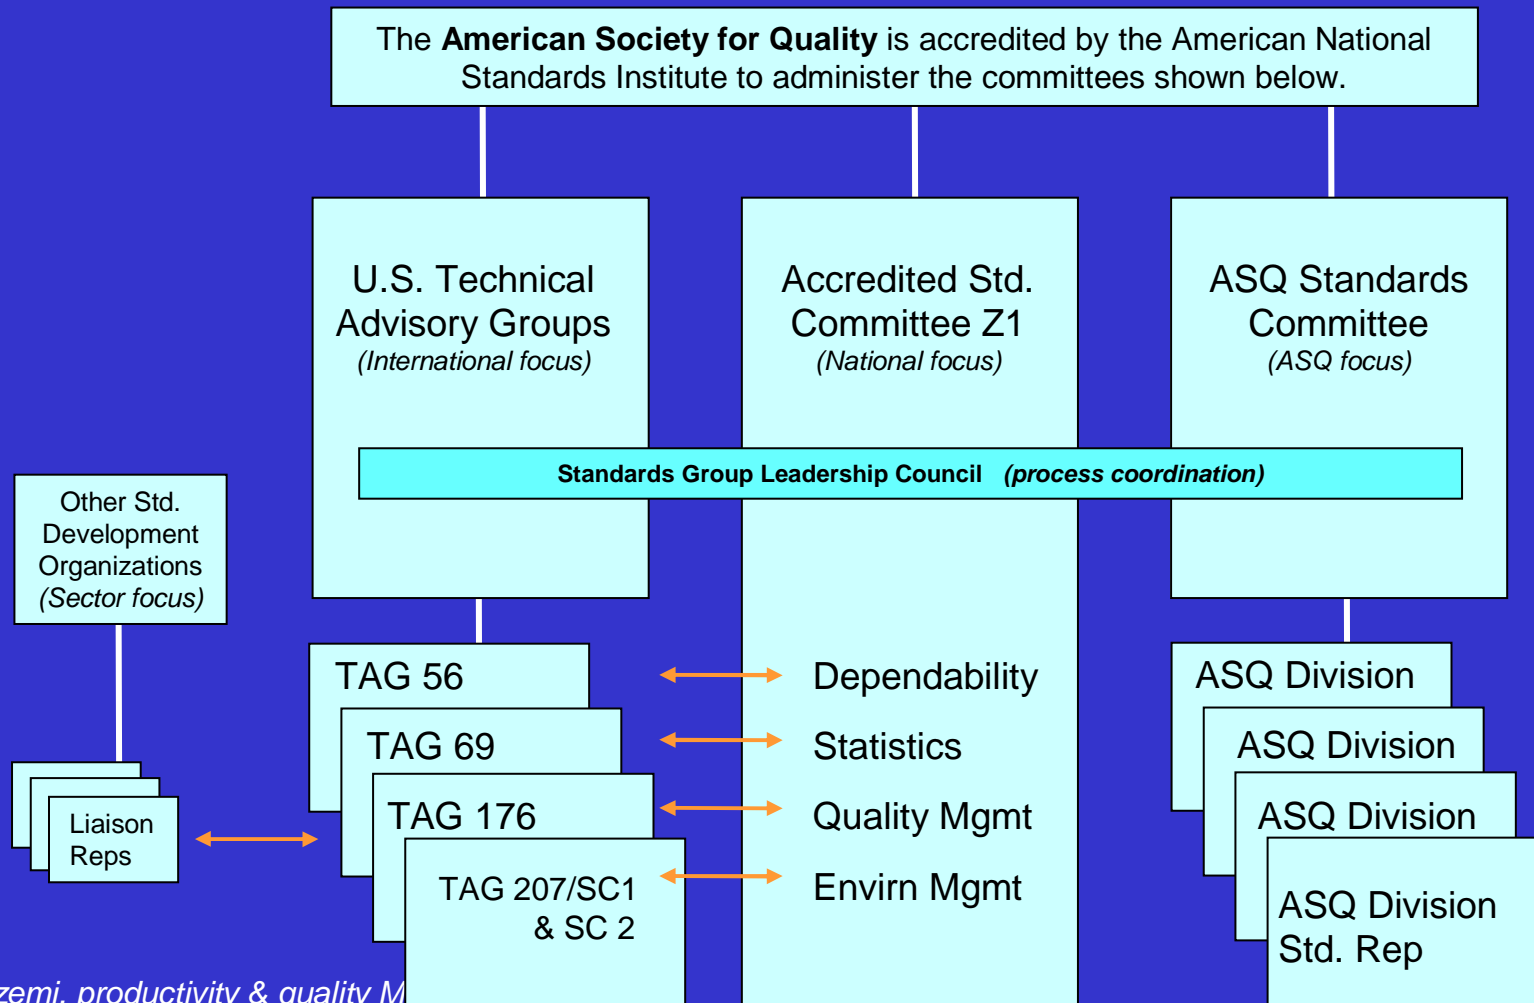 The American Society for Quality is accredited by the American National
Standards Institute to administer the committees shown below.
U.S. Technical
Advisory Groups
(International focus)
Accredited Std.
Committee Z1
(National focus)
ASQ Standards
Committee
(ASQ focus)
Standards Group Leadership Council (process coordination)
Other Std.
Development
Organizations
(Sector focus)
Liaison
Reps
TAG 56
TAG 69
TAG 176
TAG 207/SC1
& SC 2
Dependability
Statistics
Quality Mgmt
Envirn Mgmt
ASQ Division
ASQ Division
ASQ Division
ASQ Division
Std. Rep
productivity & quality